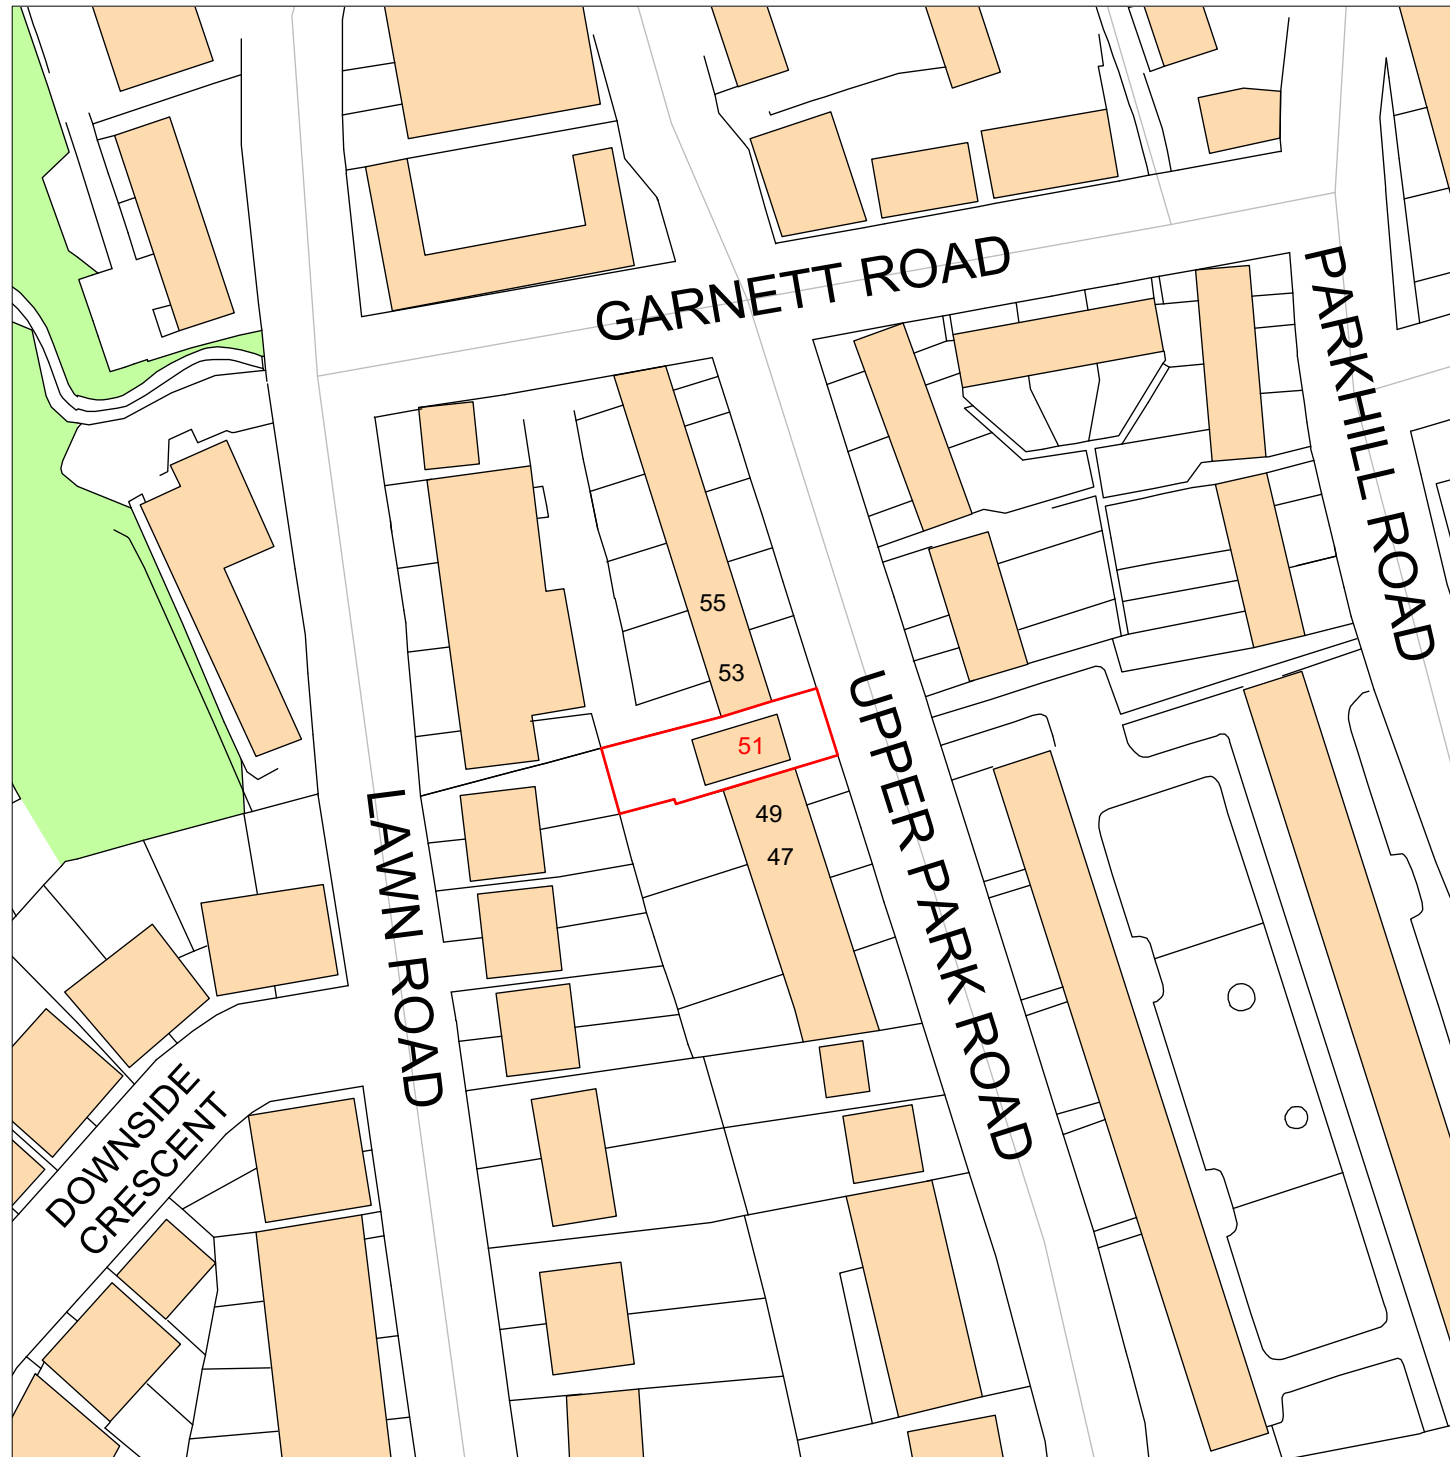 GARNETT ROAD
PARKHILL ROAD
55
53
51
49
47
UPPER PARK ROAD
LAWN ROAD
DOWNSIDE
CRESCENT